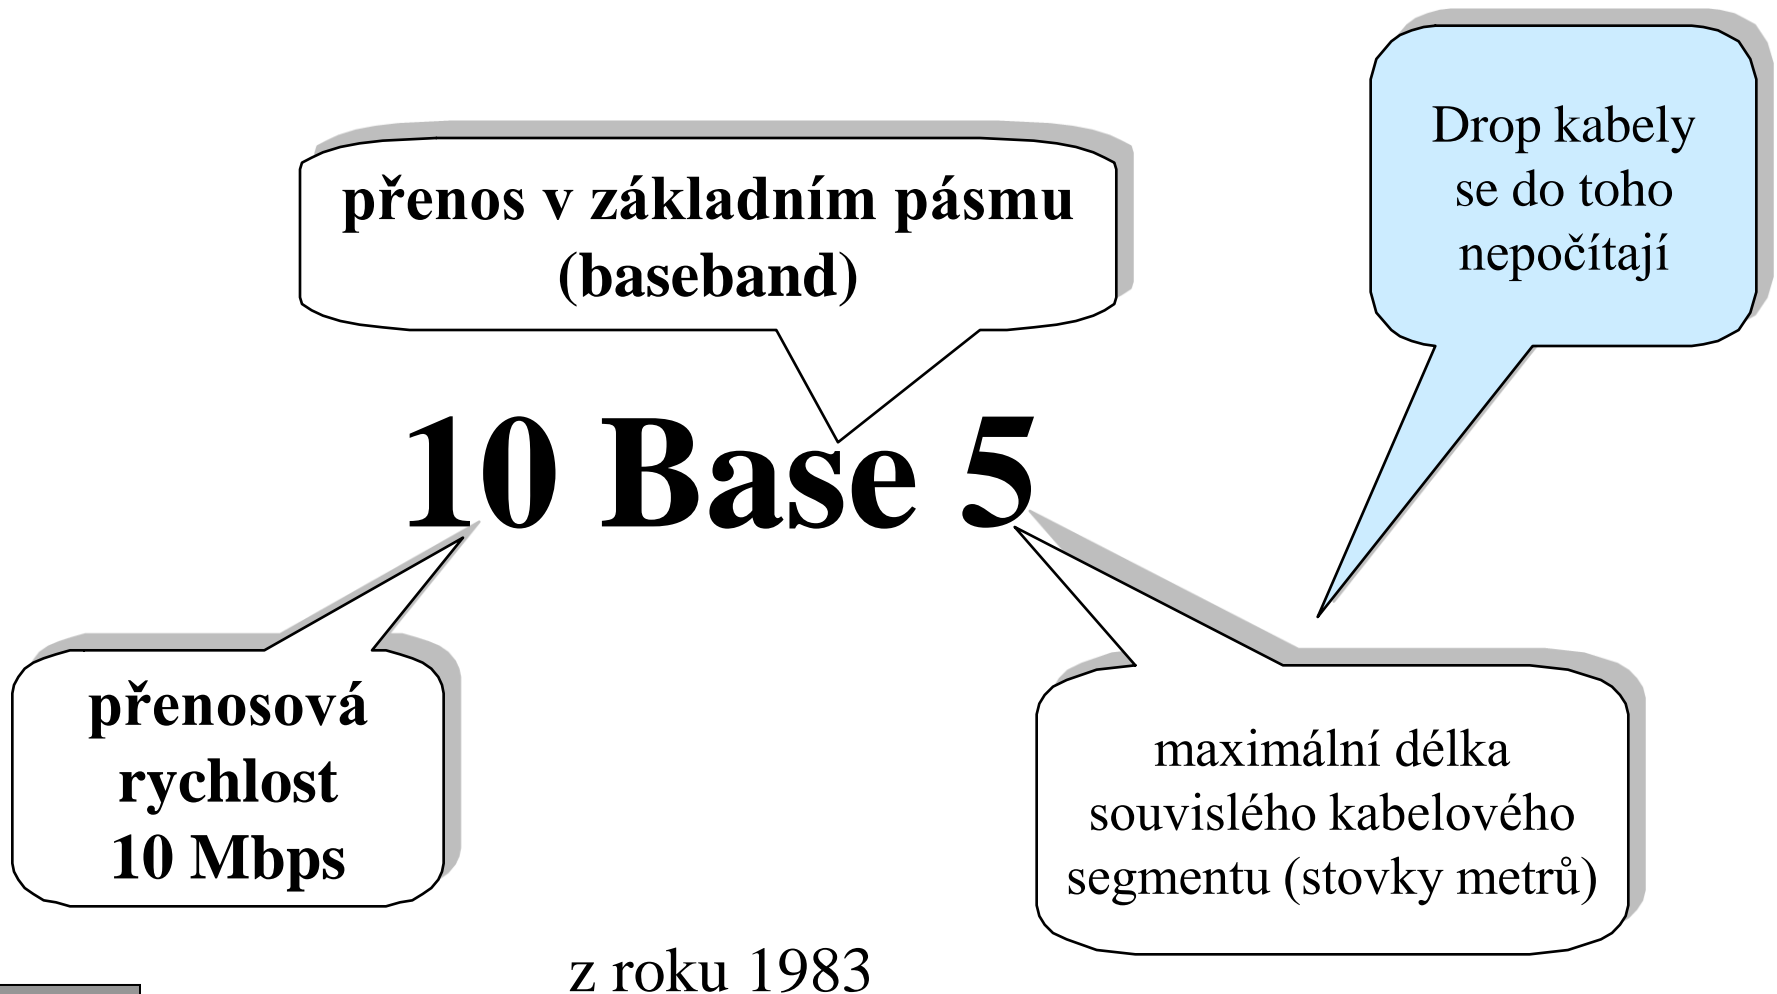 Drop kabely
se do toho
nepočítají
přenos v základním pásmu
(baseband)
10 Base 5
přenosová
rychlost
10 Mbps
maximální délka
souvislého kabelového
segmentu (stovky metrů)
z roku 1983